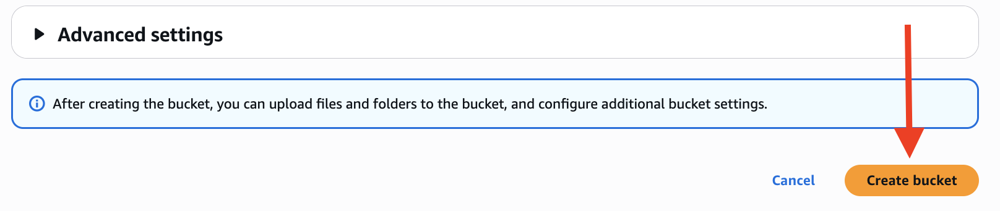 Advanced settings
After creating the bucket, you can upload files and folders to the bucket, and configure additional bucket settings.
Cancel
Create bucket